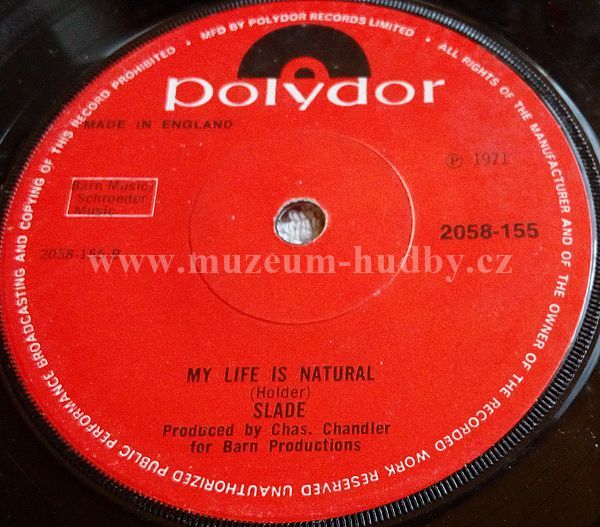 MFD BY POLYDOR RECORDS LIMITED • ALL RIGHTS OF THE MANUFACTURER AND OF THE OWNER OF THE RECORDED WORK RESERVED UNAUTHORIZED PUBLIC PERFORMANCE BROADCASTING AND COPYING OF THIS RECORD PROHIBITED •
polydor
MADE IN ENGLAND
℗ 1971
Barn Music
Schroeder
Music
2058-155
2058-155 B
www.muzeum-hudby.cz
MY LIFE IS NATURAL
(Holder)
SLADE
Produced by Chas. Chandler
for Barn Productions